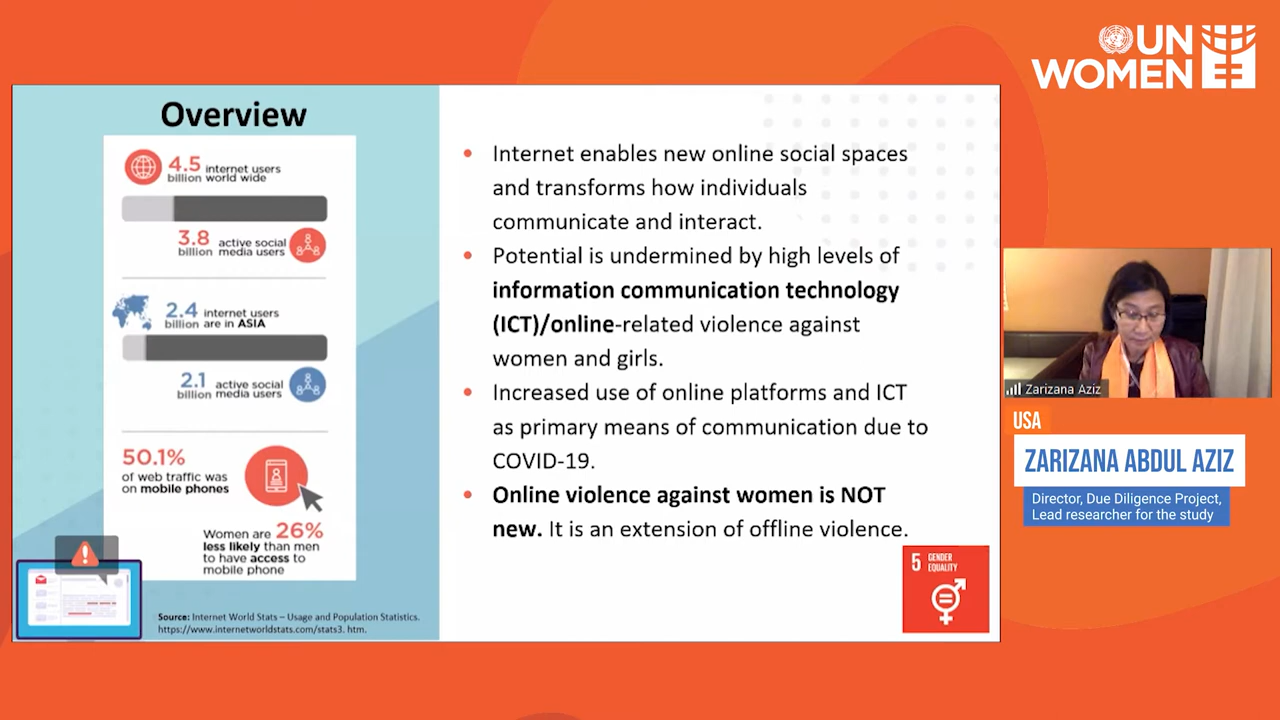 UN
WOMEN
Overview
4.5 internet users
billion world wide
3.8 active social
billion media users
2.4 internet users
billion are in ASIA
2.1 active social
billion media users
50.1%
of web traffic was
on mobile phones
Women are 26%
less likely than men
to have access to
mobile phone
Source: Internet World Stats – Usage and Population Statistics.
https://www.internetworldstats.com/stats3. htm.
• Internet enables new online social spaces
and transforms how individuals
communicate and interact.
• Potential is undermined by high levels of
information communication technology
(ICT)/online-related violence against
women and girls.
• Increased use of online platforms and ICT
as primary means of communication due to
COVID-19.
• Online violence against women is NOT
new. It is an extension of offline violence.
5 GENDER
EQUALITY
Zarizana Aziz
USA
ZARIZANA ABDUL AZIZ
Director, Due Diligence Project,
Lead researcher for the study